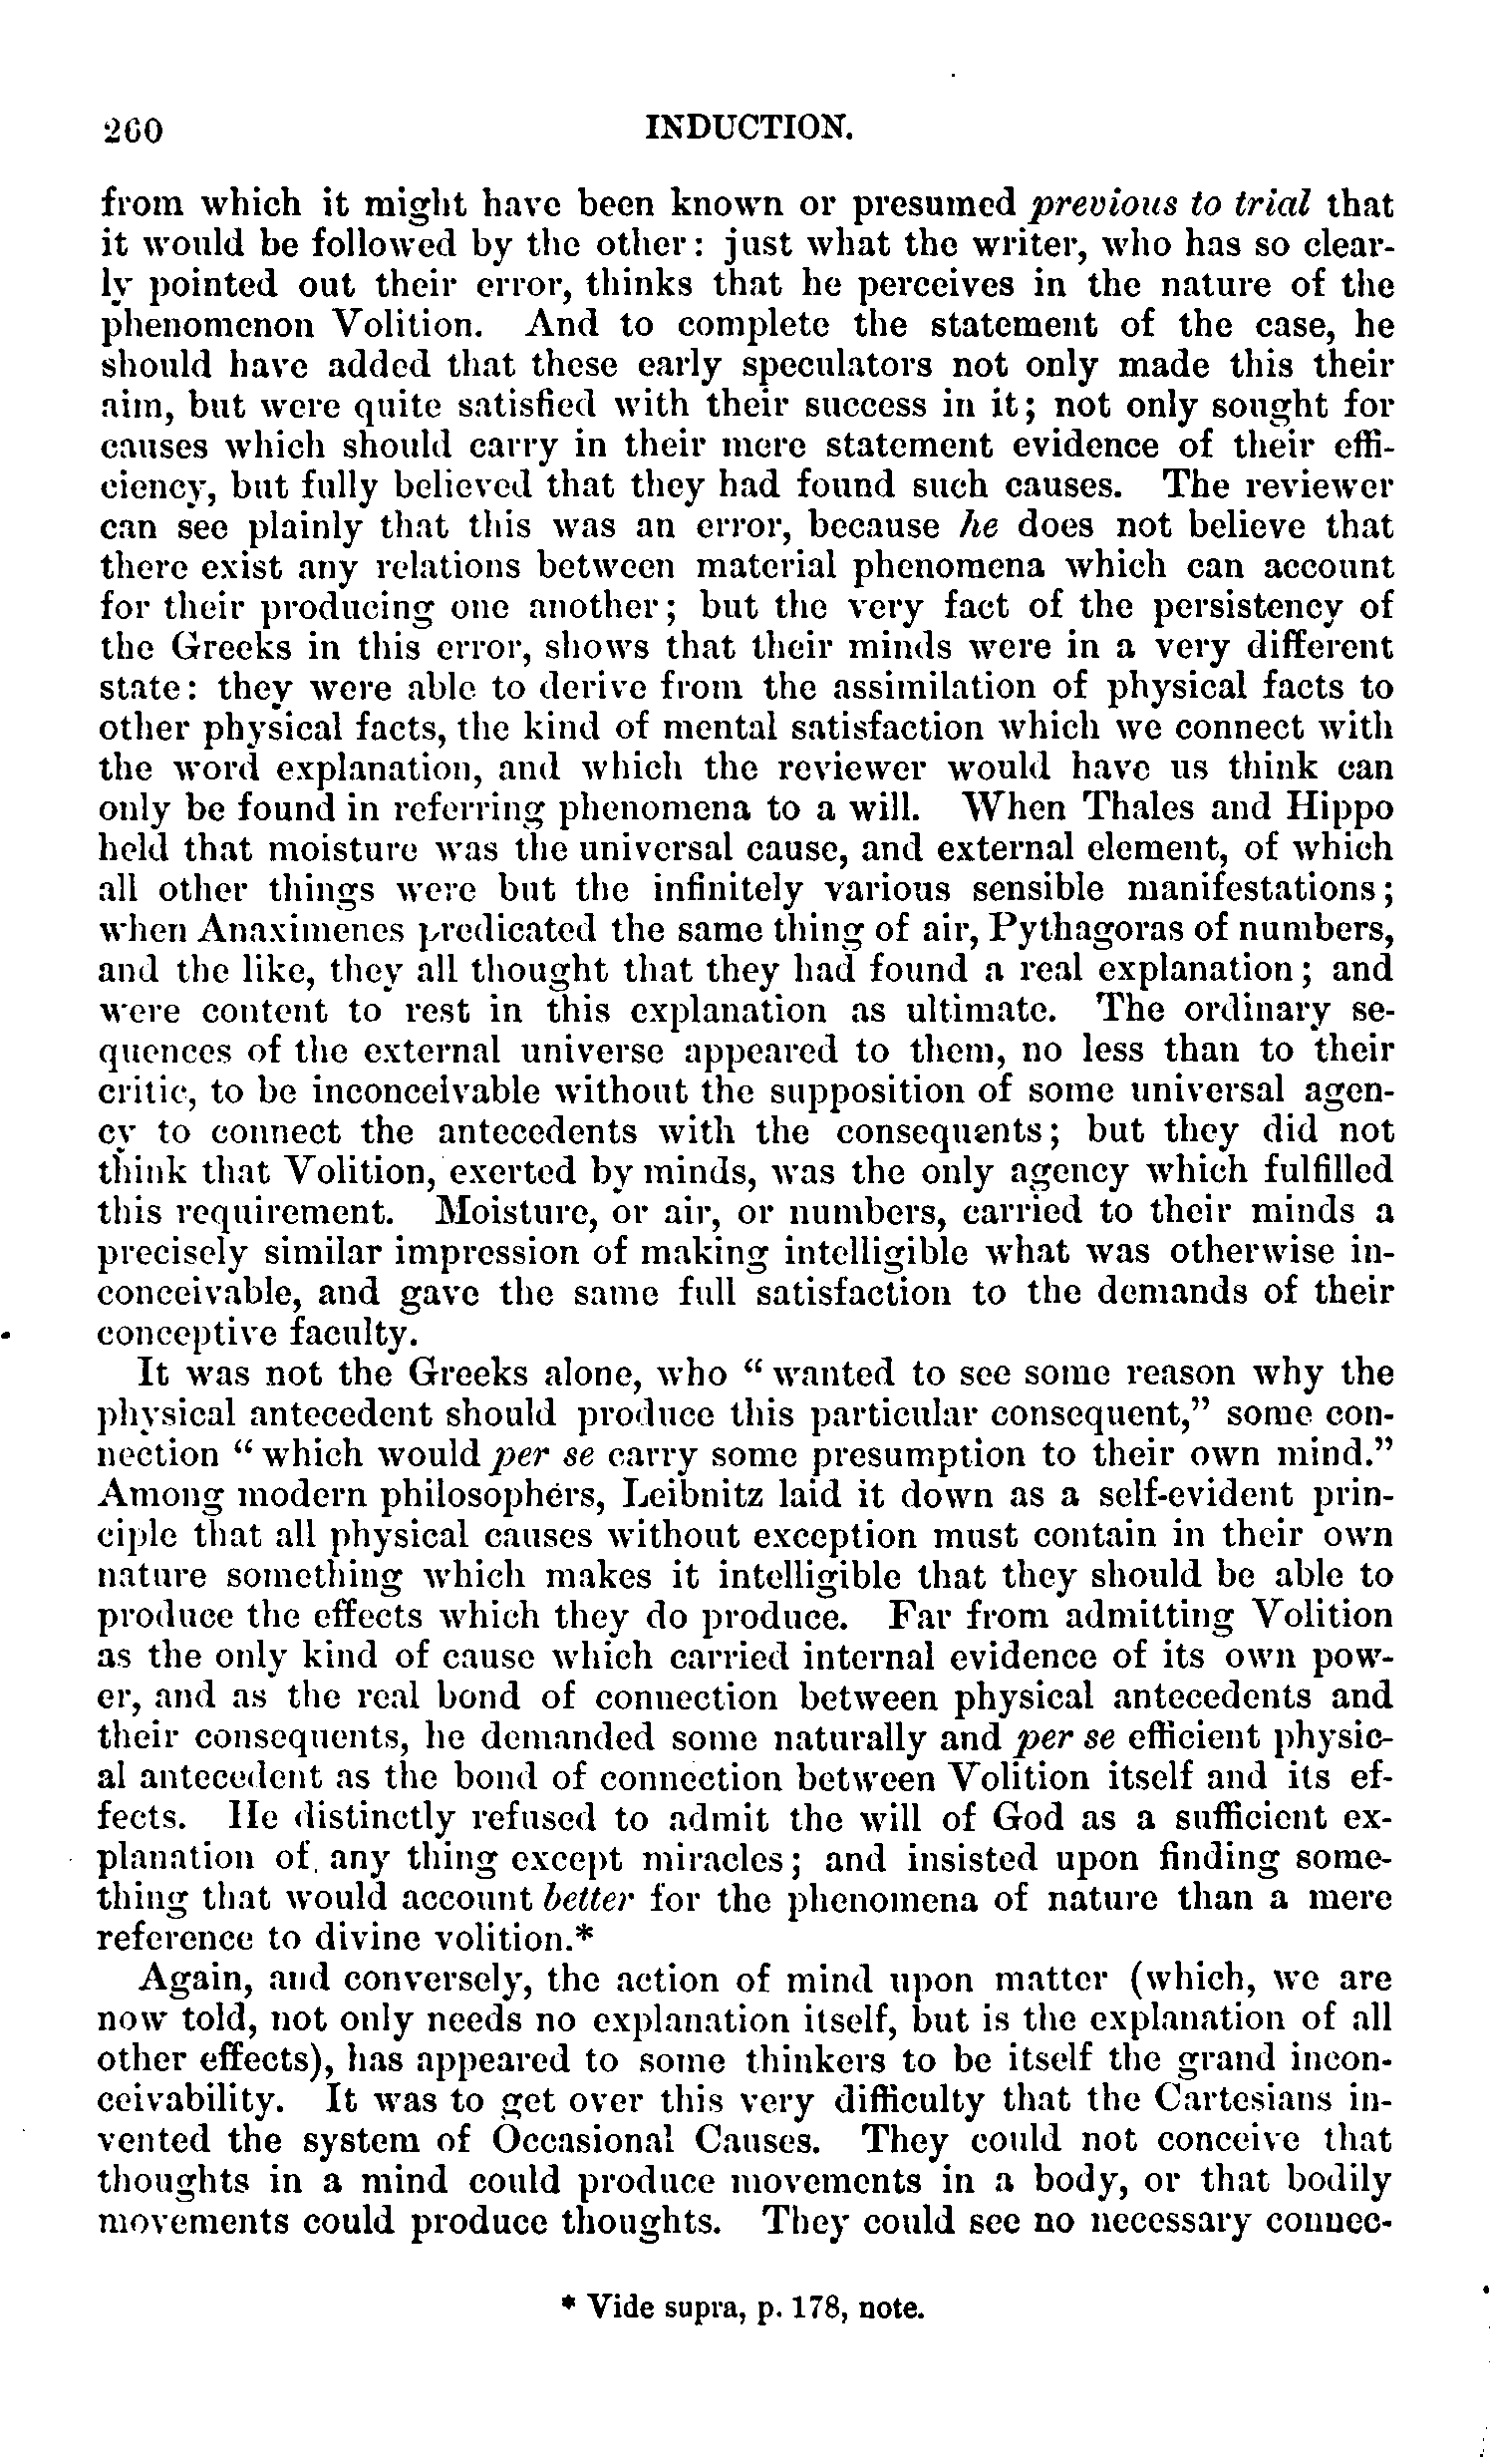 260 INDUCTION.
from which it might have been known or presumed previous to trial that
it would be followed by the other: just what the writer, who has so clear-
ly pointed out their error, thinks that he perceives in the nature of the
phenomenon Volition. And to complete the statement of the case, he
should have added that these early speculators not only made this their
aim, but were quite satisfied with their success in it; not only sought for
causes which should carry in their mere statement evidence of their effi-
ciency, but fully believed that they had found such causes. The reviewer
can see plainly that this was an error, because he does not believe that
there exist any relations between material phenomena which can account
for their producing one another; but the very fact of the persistency of
the Greeks in this error, shows that their minds were in a very different
state: they were able to derive from the assimilation of physical facts to
other physical facts, the kind of mental satisfaction which we connect with
the word explanation, and which the reviewer would have us think can
only be found in referring phenomena to a will. When Thales and Hippo
held that moisture was the universal cause, and external element, of which
all other things were but the infinitely various sensible manifestations;
when Anaximenes predicated the same thing of air, Pythagoras of numbers,
and the like, they all thought that they had found a real explanation; and
were content to rest in this explanation as ultimate. The ordinary se-
quences of the external universe appeared to them, no less than to their
critic, to be inconceivable without the supposition of some universal agen-
cy to connect the antecedents with the consequents; but they did not
think that Volition, exerted by minds, was the only agency which fulfilled
this requirement. Moisture, or air, or numbers, carried to their minds a
precisely similar impression of making intelligible what was otherwise in-
conceivable, and gave the same full satisfaction to the demands of their
conceptive faculty.
It was not the Greeks alone, who "wanted to see some reason why the
physical antecedent should produce this particular consequent," some con-
nection "which would per se carry some presumption to their own mind."
Among modern philosophers, Leibnitz laid it down as a self-evident prin-
ciple that all physical causes without exception must contain in their own
nature something which makes it intelligible that they should be able to
produce the effects which they do produce. Far from admitting Volition
as the only kind of cause which carried internal evidence of its own pow-
er, and as the real bond of connection between physical antecedents and
their consequents, he demanded some naturally and per se efficient physic-
al antecedent as the bond of connection between Volition itself and its ef-
fects. He distinctly refused to admit the will of God as a sufficient ex-
planation of any thing except miracles; and insisted upon finding some-
thing that would account better for the phenomena of nature than a mere
reference to divine volition.*
Again, and conversely, the action of mind upon matter (which, we are
now told, not only needs no explanation itself, but is the explanation of all
other effects), has appeared to some thinkers to be itself the grand incon-
ceivability. It was to get over this very difficulty that the Cartesians in-
vented the system of Occasional Causes. They could not conceive that
thoughts in a mind could produce movements in a body, or that bodily
movements could produce thoughts. They could see no necessary connec-
* Vide supra, p. 178, note.